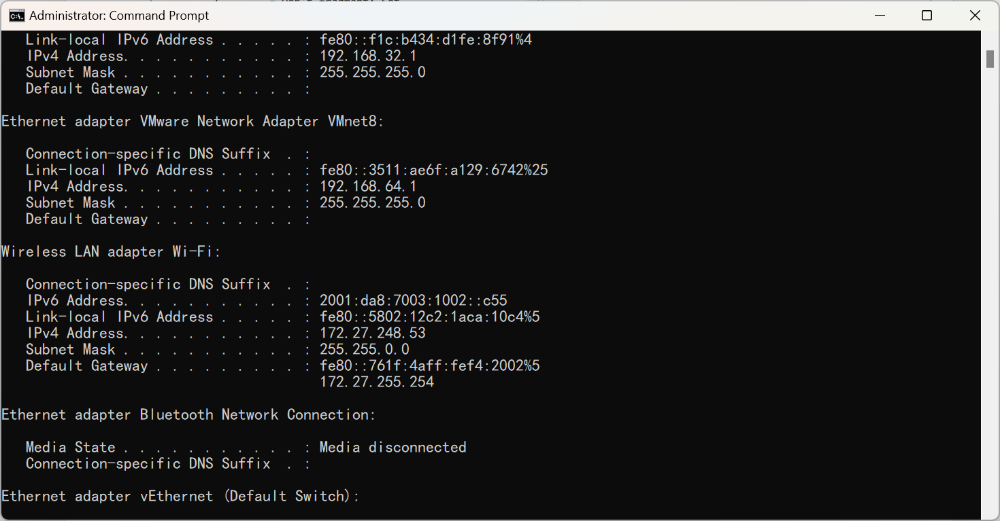 Administrator: Command Prompt
Link-local IPv6 Address . . . . . : fe80::f1c:b434:d1fe:8f91%4
IPv4 Address. . . . . . . . . . . : 192.168.32.1
Subnet Mask . . . . . . . . . . . : 255.255.255.0
Default Gateway . . . . . . . . . :
Ethernet adapter VMware Network Adapter VMnet8:
Connection-specific DNS Suffix  . :
Link-local IPv6 Address . . . . . : fe80::3511:ae6f:a129:6742%25
IPv4 Address. . . . . . . . . . . : 192.168.64.1
Subnet Mask . . . . . . . . . . . : 255.255.255.0
Default Gateway . . . . . . . . . :
Wireless LAN adapter Wi-Fi:
Connection-specific DNS Suffix  . :
IPv6 Address. . . . . . . . . . . : 2001:da8:7003:1002::c55
Link-local IPv6 Address . . . . . : fe80::5802:12c2:1aca:10c4%5
IPv4 Address. . . . . . . . . . . : 172.27.248.53
Subnet Mask . . . . . . . . . . . : 255.255.0.0
Default Gateway . . . . . . . . . : fe80::761f:4aff:fef4:2002%5
172.27.255.254
Ethernet adapter Bluetooth Network Connection:
Media State . . . . . . . . . . . : Media disconnected
Connection-specific DNS Suffix  . :
Ethernet adapter vEthernet (Default Switch):